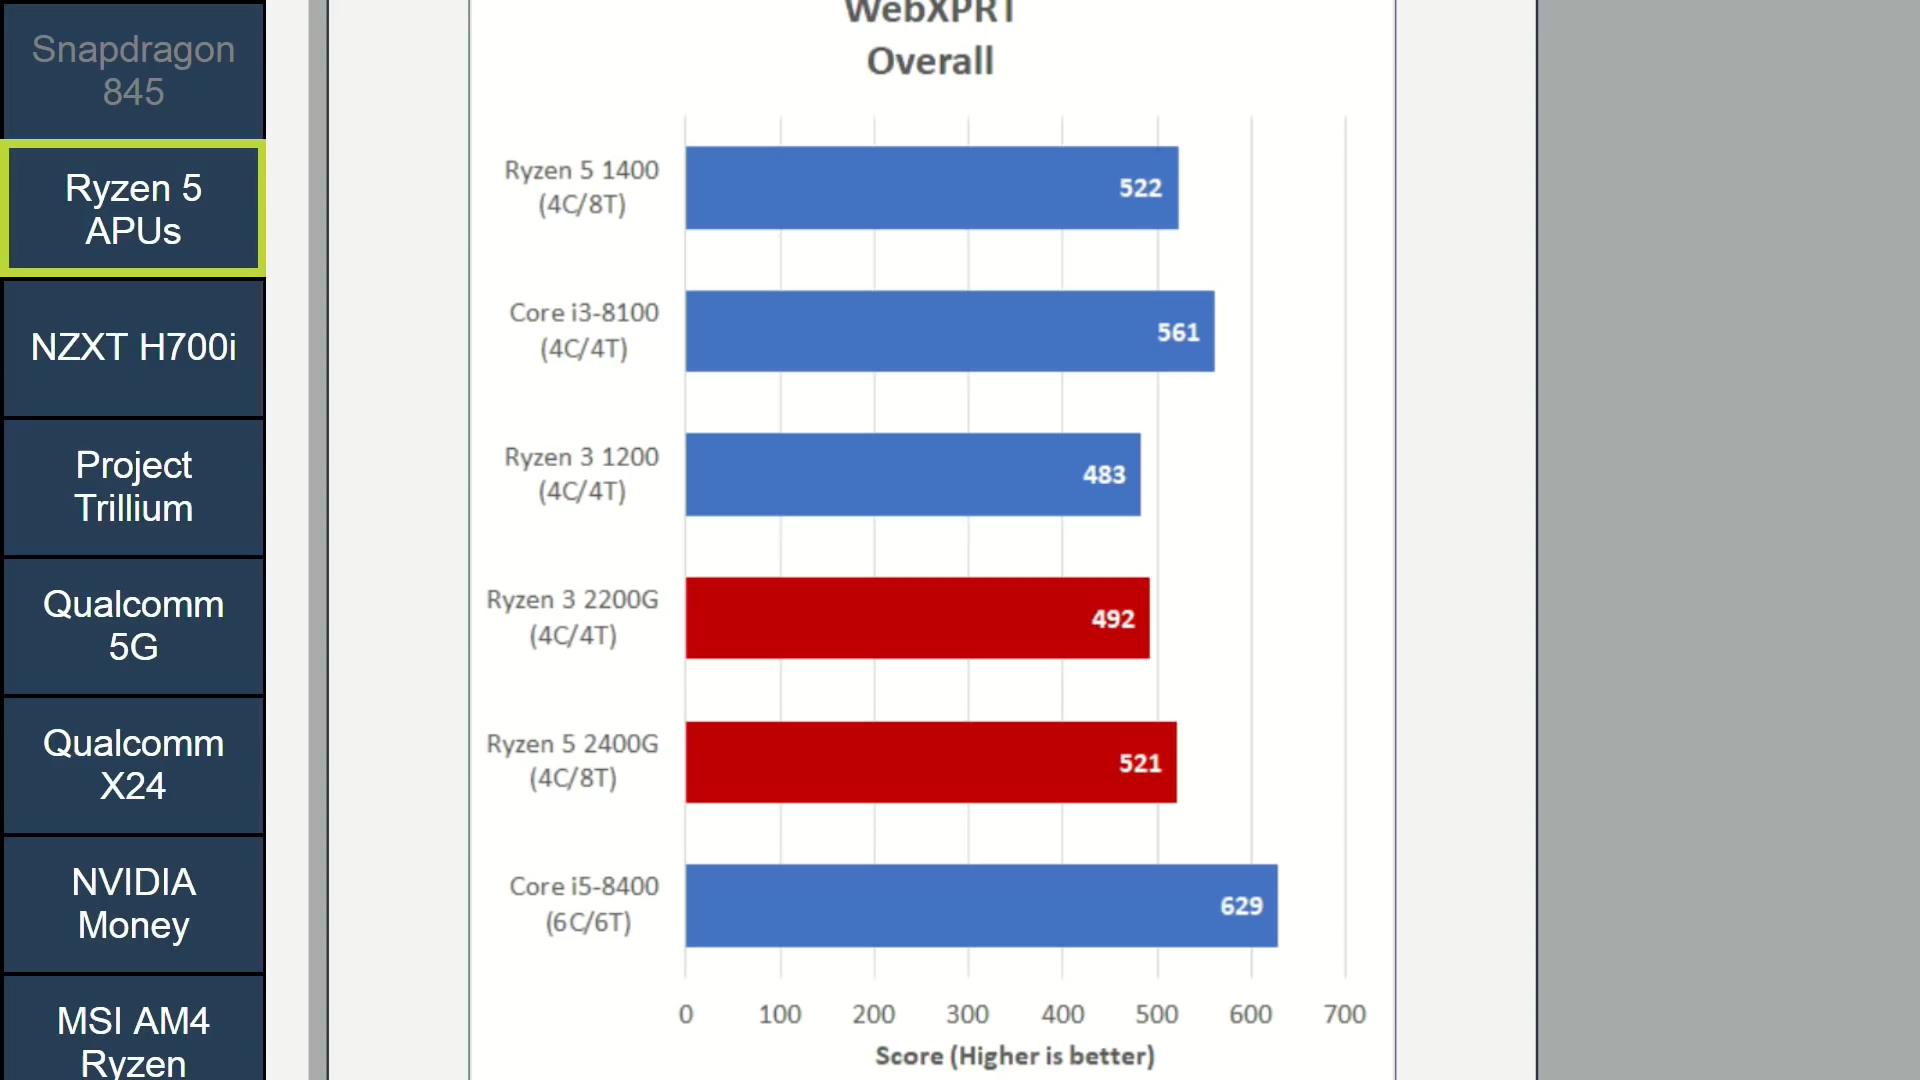 Snapdragon
845
Ryzen 5
APUs
NZXT H700i
Project
Trillium
Qualcomm
5G
Qualcomm
X24
NVIDIA
Money
MSI AM4
Ryzen
WebXPRT
Overall
Ryzen 5 1400
(4C/8T)
522
Core i3-8100
(4C/4T)
561
Ryzen 3 1200
(4C/4T)
483
Ryzen 3 2200G
(4C/4T)
492
Ryzen 5 2400G
(4C/8T)
521
Core i5-8400
(6C/6T)
629
0 100 200 300 400 500 600 700
Score (Higher is better)